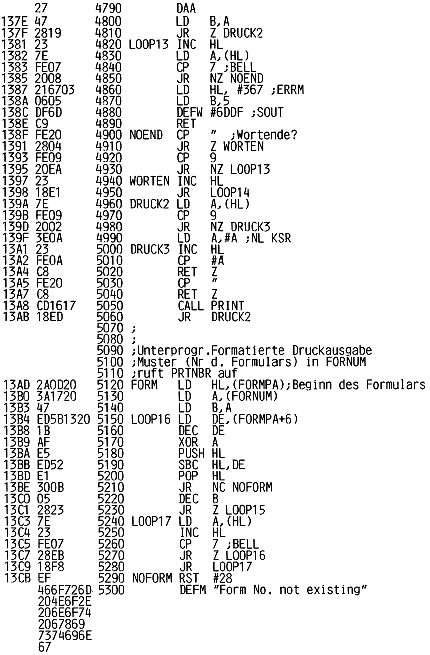 27 4790 DAA
137E 47 4800 LD B,A
137F 2819 4810 JR Z DRUCK2
1381 23 4820 LOOP13 INC HL
1382 7E 4830 LD A,(HL)
1383 FE07 4840 CP 7 ;BELL
1385 2008 4850 JR NZ NOEND
1387 216703 4860 LD HL, #367 ;ERRM
138A 0605 4870 LD B,5
138C DF6D 4880 DEFW #6DDF ;SOUT
138E C9 4890 RET
138F FE20 4900 NOEND CP " ;Wortende?
1391 2804 4910 JR Z WORTEN
1393 FE09 4920 CP 9
1395 20EA 4930 JR NZ LOOP13
1397 23 4940 WORTEN INC HL
1398 18E1 4950 JR LOOP14
139A 7E 4960 DRUCK2 LD A,(HL)
139B FE09 4970 CP 9
139D 2002 4980 JR NZ DRUCK3
139F 3E0A 4990 LD A,#A ;NL KSR
13A1 23 5000 DRUCK3 INC HL
13A2 FE0A 5010 CP #A
13A4 C8 5020 RET Z
13A5 FE20 5030 CP "
13A7 C8 5040 RET Z
13A8 CD1617 5050 CALL PRINT
13AB 18ED 5060 JR DRUCK2
5070 ;
5080 ;
5090 ;Unterprogr.Formatierte Druckausgabe
5100 ;Muster (Nr d. Formulars) in FORNUM
5110 ;ruft PRTNBR auf
13AD 2A0D20 5120 FORM LD HL,(FORMPA);Beginn des Formulars
13B0 3A1720 5130 LD A,(FORNUM)
13B3 47 5140 LD B,A
13B4 ED5B1320 5150 LOOP16 LD DE,(FORMPA+6)
13B8 1B 5160 DEC DE
13B9 AF 5170 XOR A
13BA E5 5180 PUSH HL
13BB ED52 5190 SBC HL,DE
13BD E1 5200 POP HL
13BE 300B 5210 JR NC NOFORM
13C0 05 5220 DEC B
13C1 2823 5230 JR Z LOOP15
13C3 7E 5240 LOOP17 LD A,(HL)
13C4 23 5250 INC HL
13C5 FE07 5260 CP 7 ;BELL
13C7 28EB 5270 JR Z LOOP16
13C9 18F8 5280 JR LOOP17
13CB EF 5290 NOFORM RST #28
466F726D 5300 DEFM "Form No. not existing"
204E6F2E
206E6F74
2067869
7374696E
67